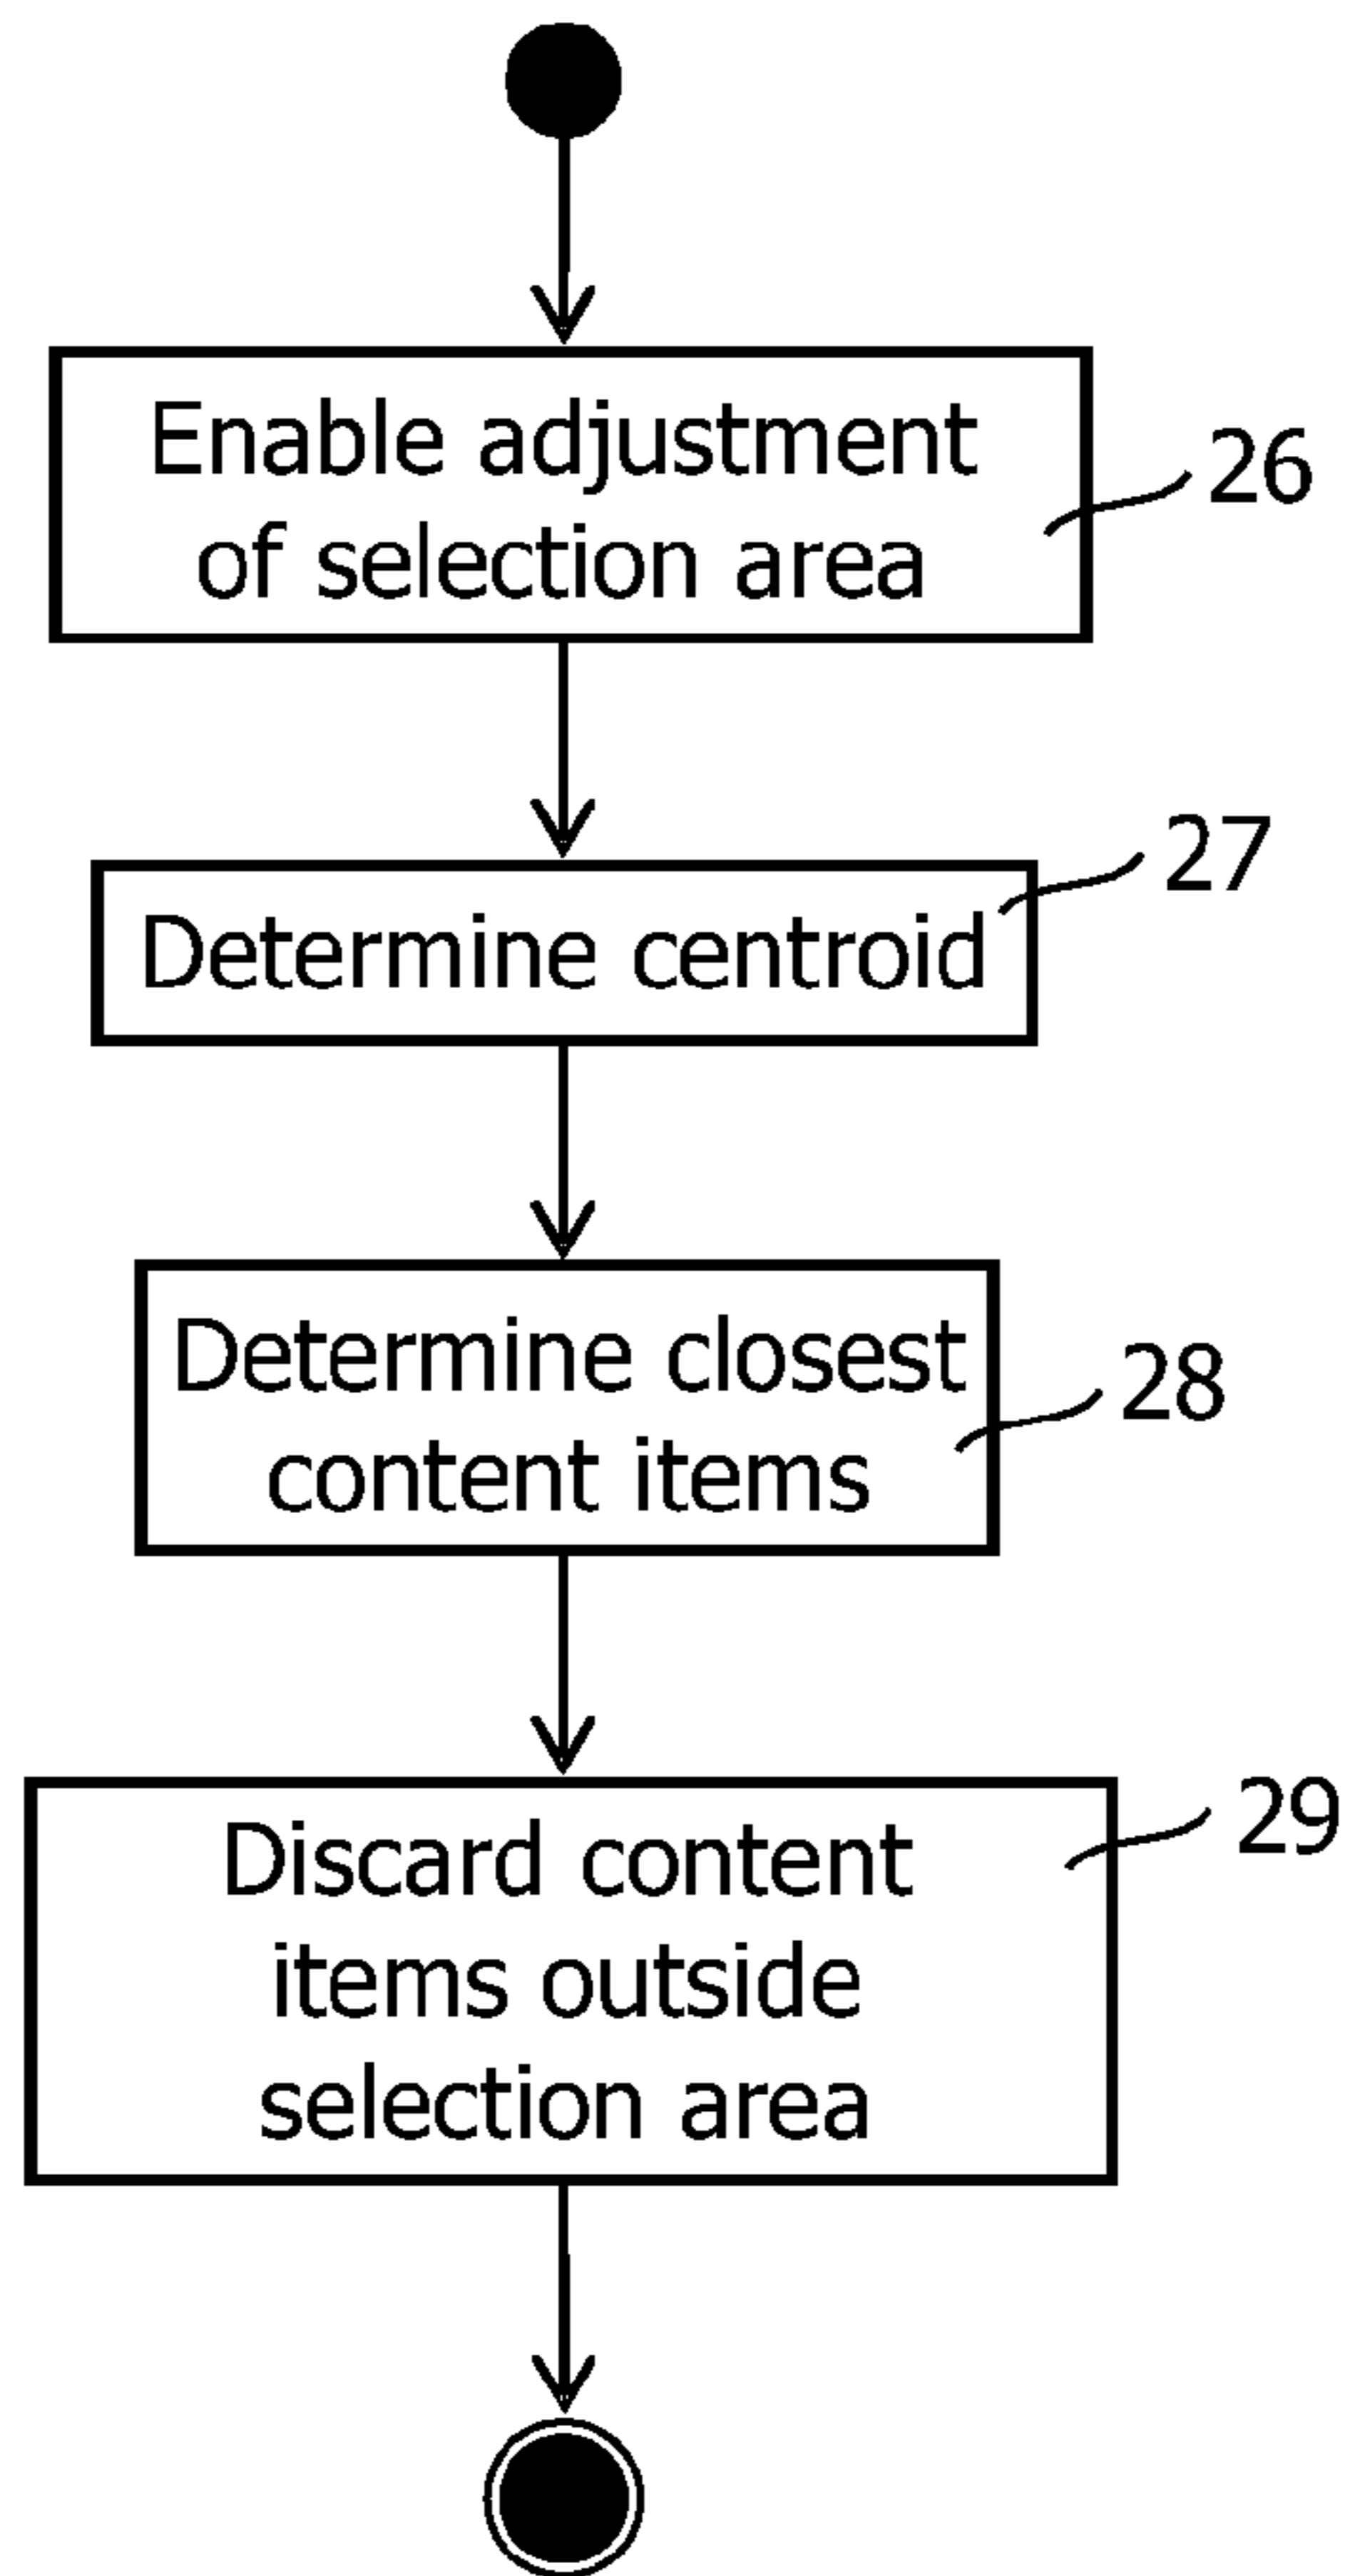 Enable adjustment
of selection area
26
Determine centroid
27
Determine closest
content items
28
Discard content
items outside
selection area
29